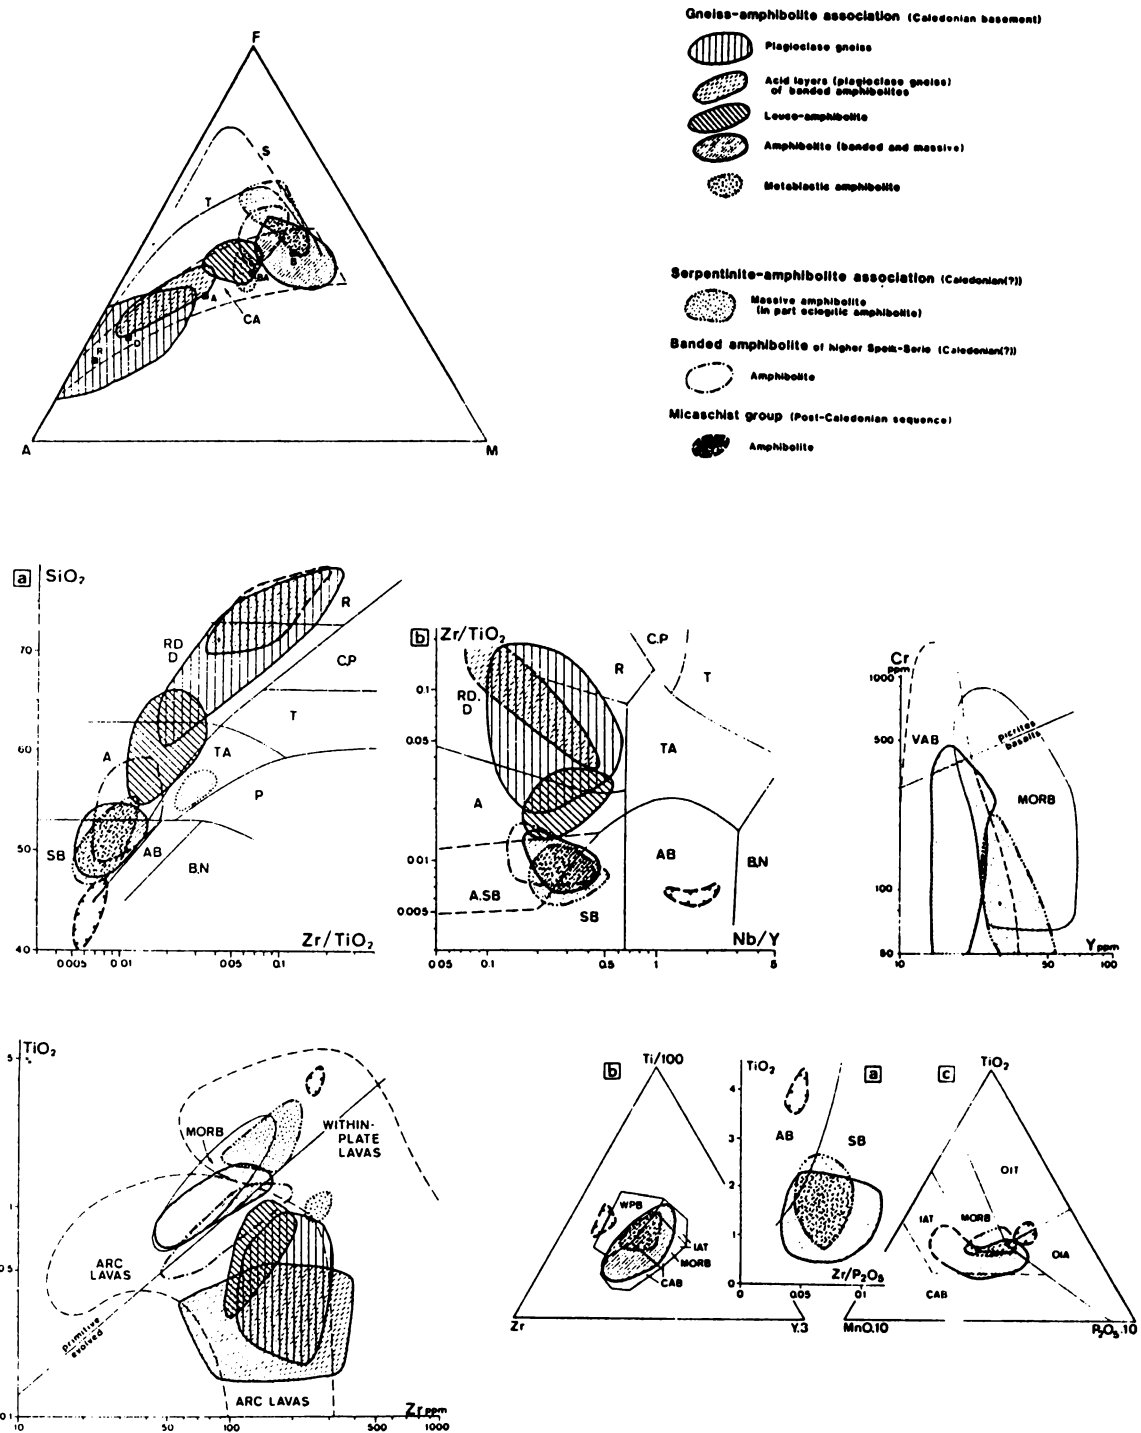 Gneiss-amphibolite association (Caledonian basement)
Plagioclase gneiss
Acid layers (plagioclase gneiss)
of banded amphibolites
Leuco-amphibolite
Amphibolite (banded and massive)
Metablastic amphibolite
Serpentinite-amphibolite association (Caledonian(?))
Massive amphibolite
(in part eclogitic amphibolite)
Banded amphibolite of higher Speik-Serie (Caledonian(?))
Amphibolite
Micaschist group (Post-Caledonian sequence)
Amphibolite
F
S
T
B
BA
A
CA
R
D
A
M
a
SiO₂
70
60
50
40
R
RD
D
C.P
T
TA
A
P
SB
AB
B.N
Zr/TiO₂
0.005
0.01
0.05
0.1
b
Zr/TiO₂
0.1
0.05
0.01
0.005
C.P
R
T
RD.
D
TA
A
AB
B.N
A.SB
SB
Nb/Y
0.05
0.1
0.5
1
5
Cr
ppm
1000
500
100
50
VAB
picrites
basalts
MORB
Y ppm
10
50
100
TiO₂
5
1
0.5
0.1
MORB
WITHIN-
PLATE
LAVAS
ARC
LAVAS
primitive
evolved
ARC LAVAS
Zr ppm
10
50
100
500
1000
b
Ti/100
WPB
IAT
MORB
CAB
Zr
Y.3
TiO₂
a
4
3
2
1
0
AB
SB
Zr/P₂O₅
0
0.05
0.1
c
TiO₂
OIT
IAT
MORB
OIA
CAB
MnO.10
P₂O₅.10